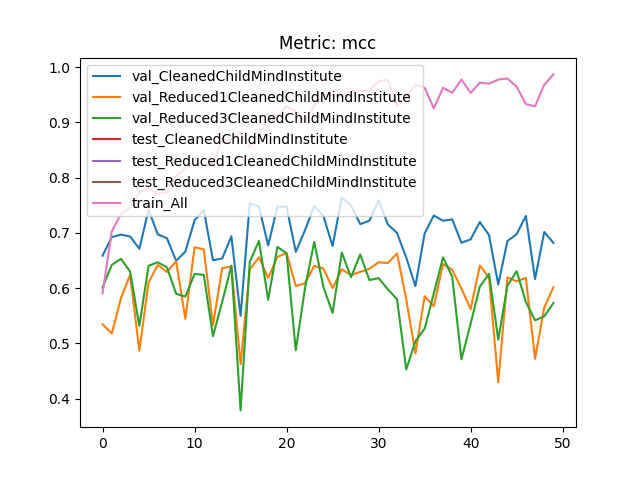 Metric: mcc
val_CleanedChildMindInstitute
val_Reduced1CleanedChildMindInstitute
val_Reduced3CleanedChildMindInstitute
test_CleanedChildMindInstitute
test_Reduced1CleanedChildMindInstitute
test_Reduced3CleanedChildMindInstitute
train_All
1.0
0.9
0.8
0.7
0.6
0.5
0.4
0 10 20 30 40 50